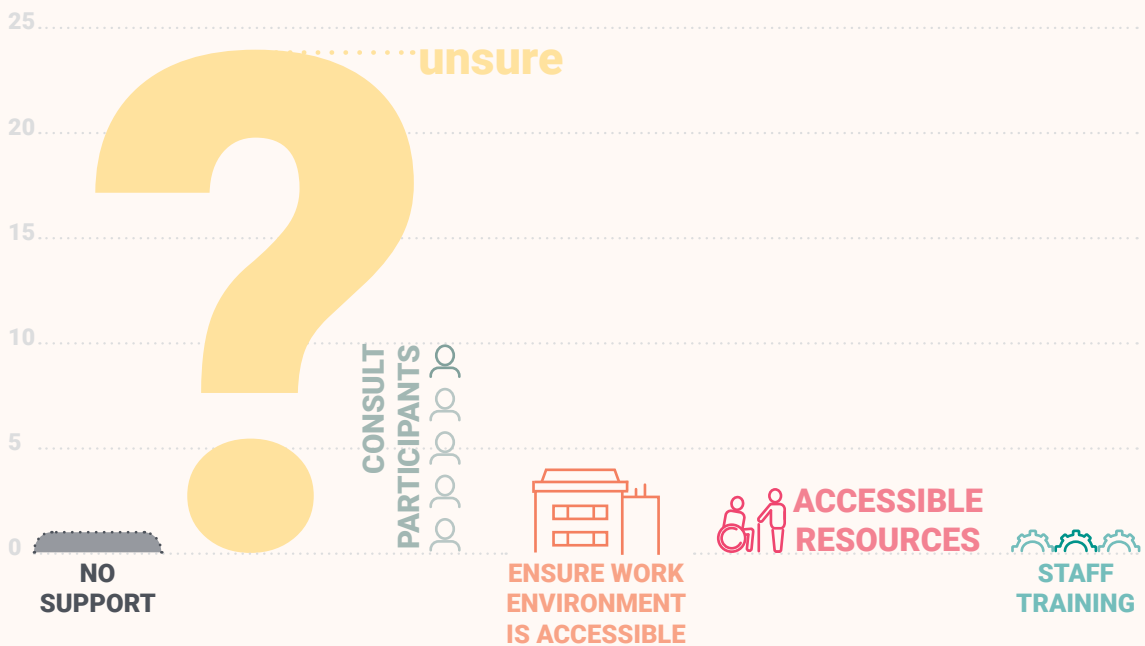 25
unsure
20
15
10
5
0
CONSULT
PARTICIPANTS
ACCESSIBLE
RESOURCES
NO
SUPPORT
ENSURE WORK
ENVIRONMENT
IS ACCESSIBLE
STAFF
TRAINING